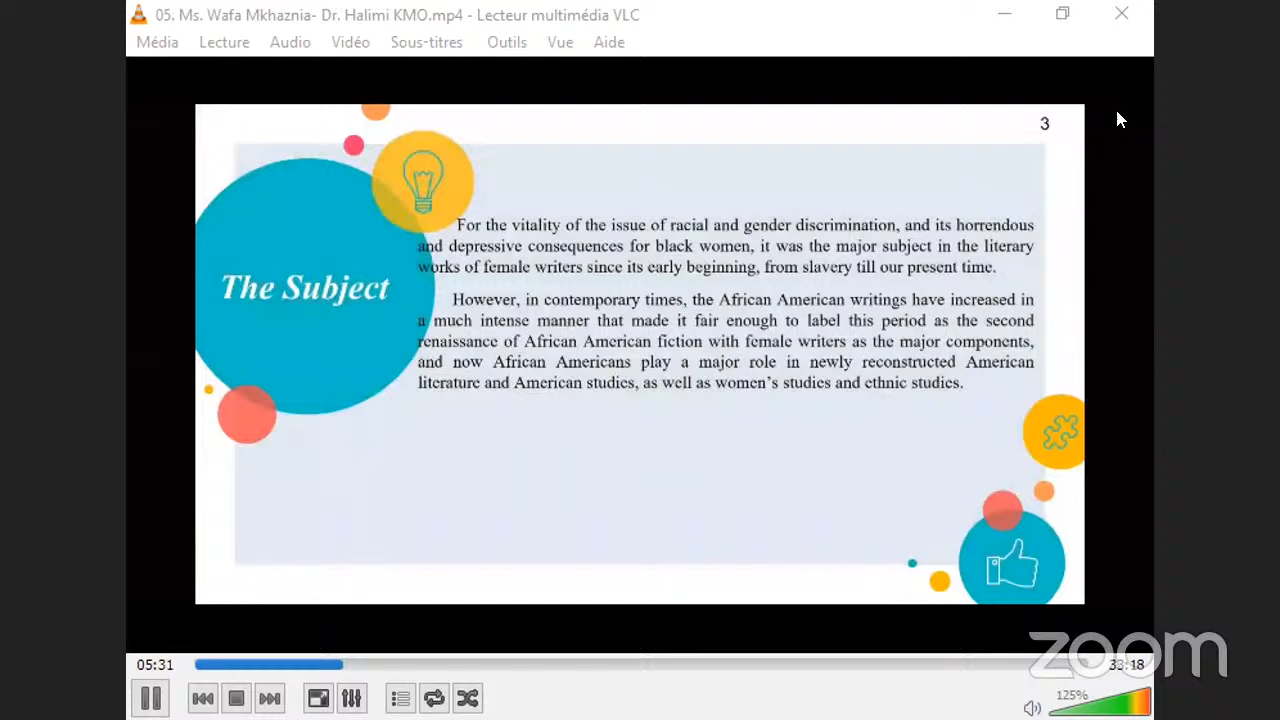 05. Ms. Wafa Mkhaznia- Dr. Halimi KMO.mp4 - Lecteur multimédia VLC
Média Lecture Audio Vidéo Sous-titres Outils Vue Aide
3
The Subject
For the vitality of the issue of racial and gender discrimination, and its horrendous
and depressive consequences for black women, it was the major subject in the literary
works of female writers since its early beginning, from slavery till our present time.
However, in contemporary times, the African American writings have increased in
a much intense manner that made it fair enough to label this period as the second
renaissance of African American fiction with female writers as the major components,
and now African Americans play a major role in newly reconstructed American
literature and American studies, as well as women's studies and ethnic studies.
zoom
05:31
33:18
125%